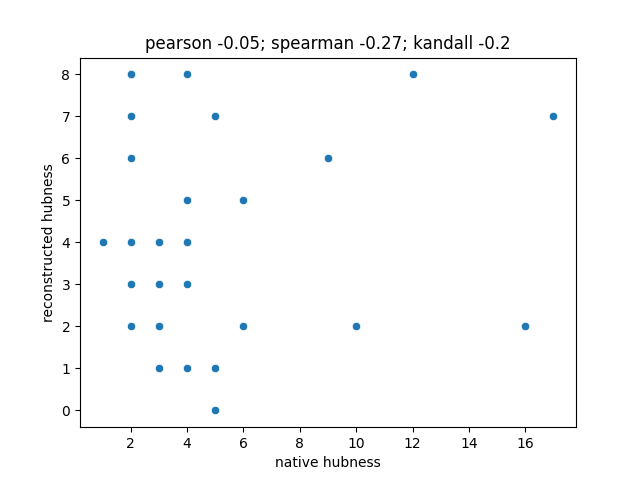 pearson -0.05; spearman -0.27; kandall -0.2
reconstructed hubness
8
7
6
5
4
3
2
1
0
2 4 6 8 10 12 14 16
native hubness